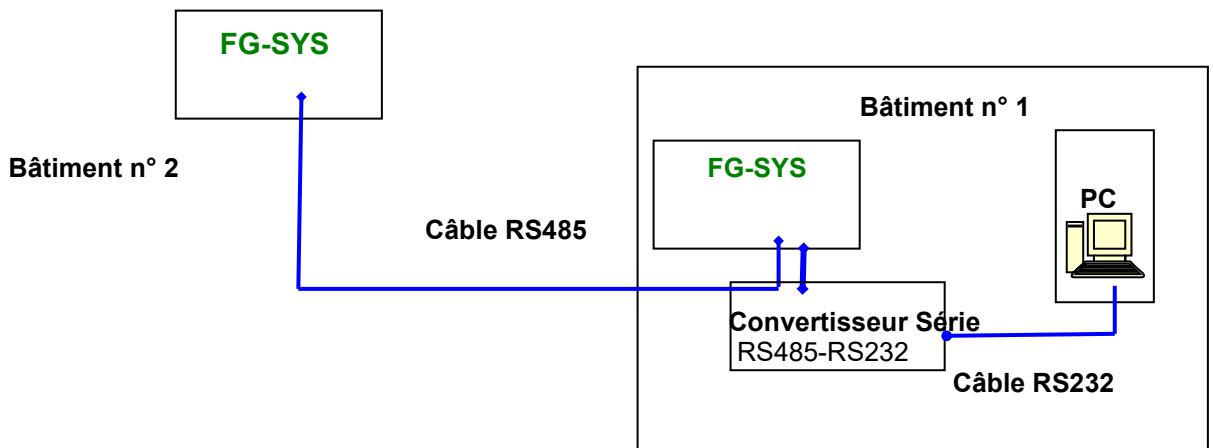 FG-SYS
Bâtiment n° 1
Bâtiment n° 2
FG-SYS
PC
Câble RS485
Convertisseur Série
RS485-RS232
Câble RS232